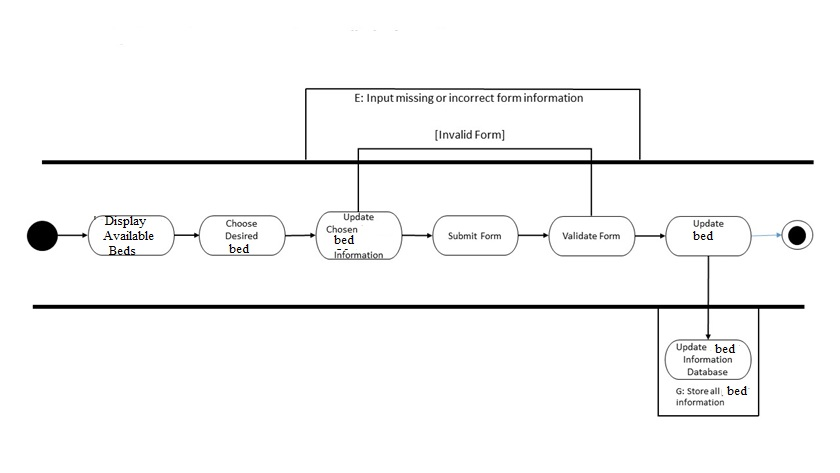 E: Input missing or incorrect form information
[Invalid Form]
Display
Available
Beds
Choose
Desired
bed
Update
Chosen
bed
Information
Submit Form
Validate Form
Update
bed
Update bed
Information
Database
G: Store all bed
information